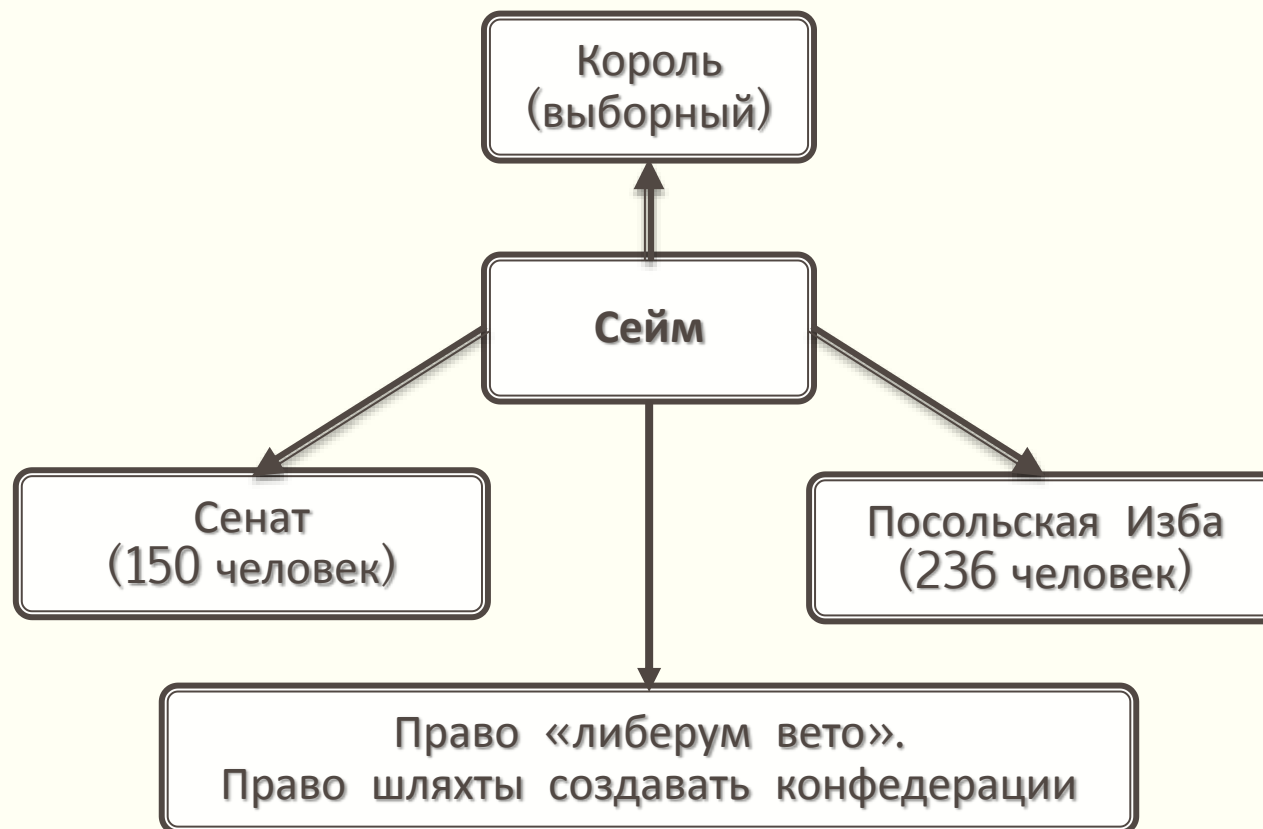 Король
(выборный)
Сейм
Сенат
(150 человек)
Посольская Изба
(236 человек)
Право «либерум вето».
Право шляхты создавать конфедерации